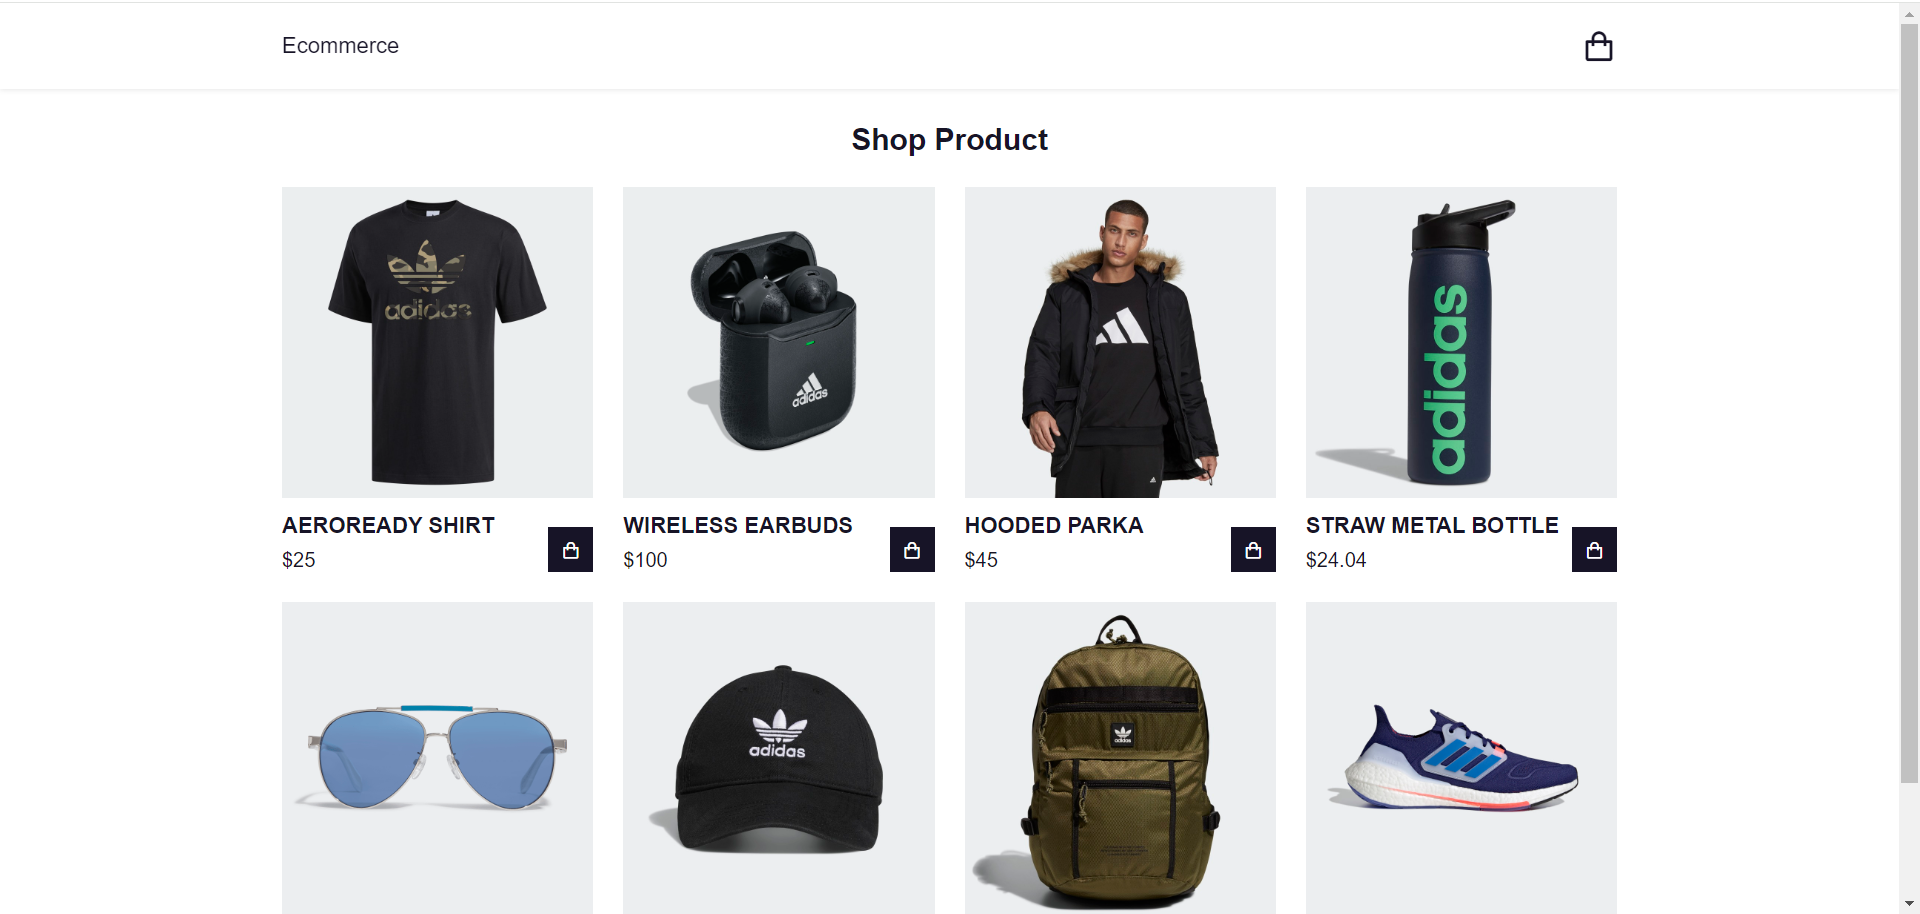 Ecommerce
Shop Product
adidas
adidas
adidas
AEROREADY SHIRT
WIRELESS EARBUDS
HOODED PARKA
STRAW METAL BOTTLE
$25
$100
$45
$24.04
adidas
adidas